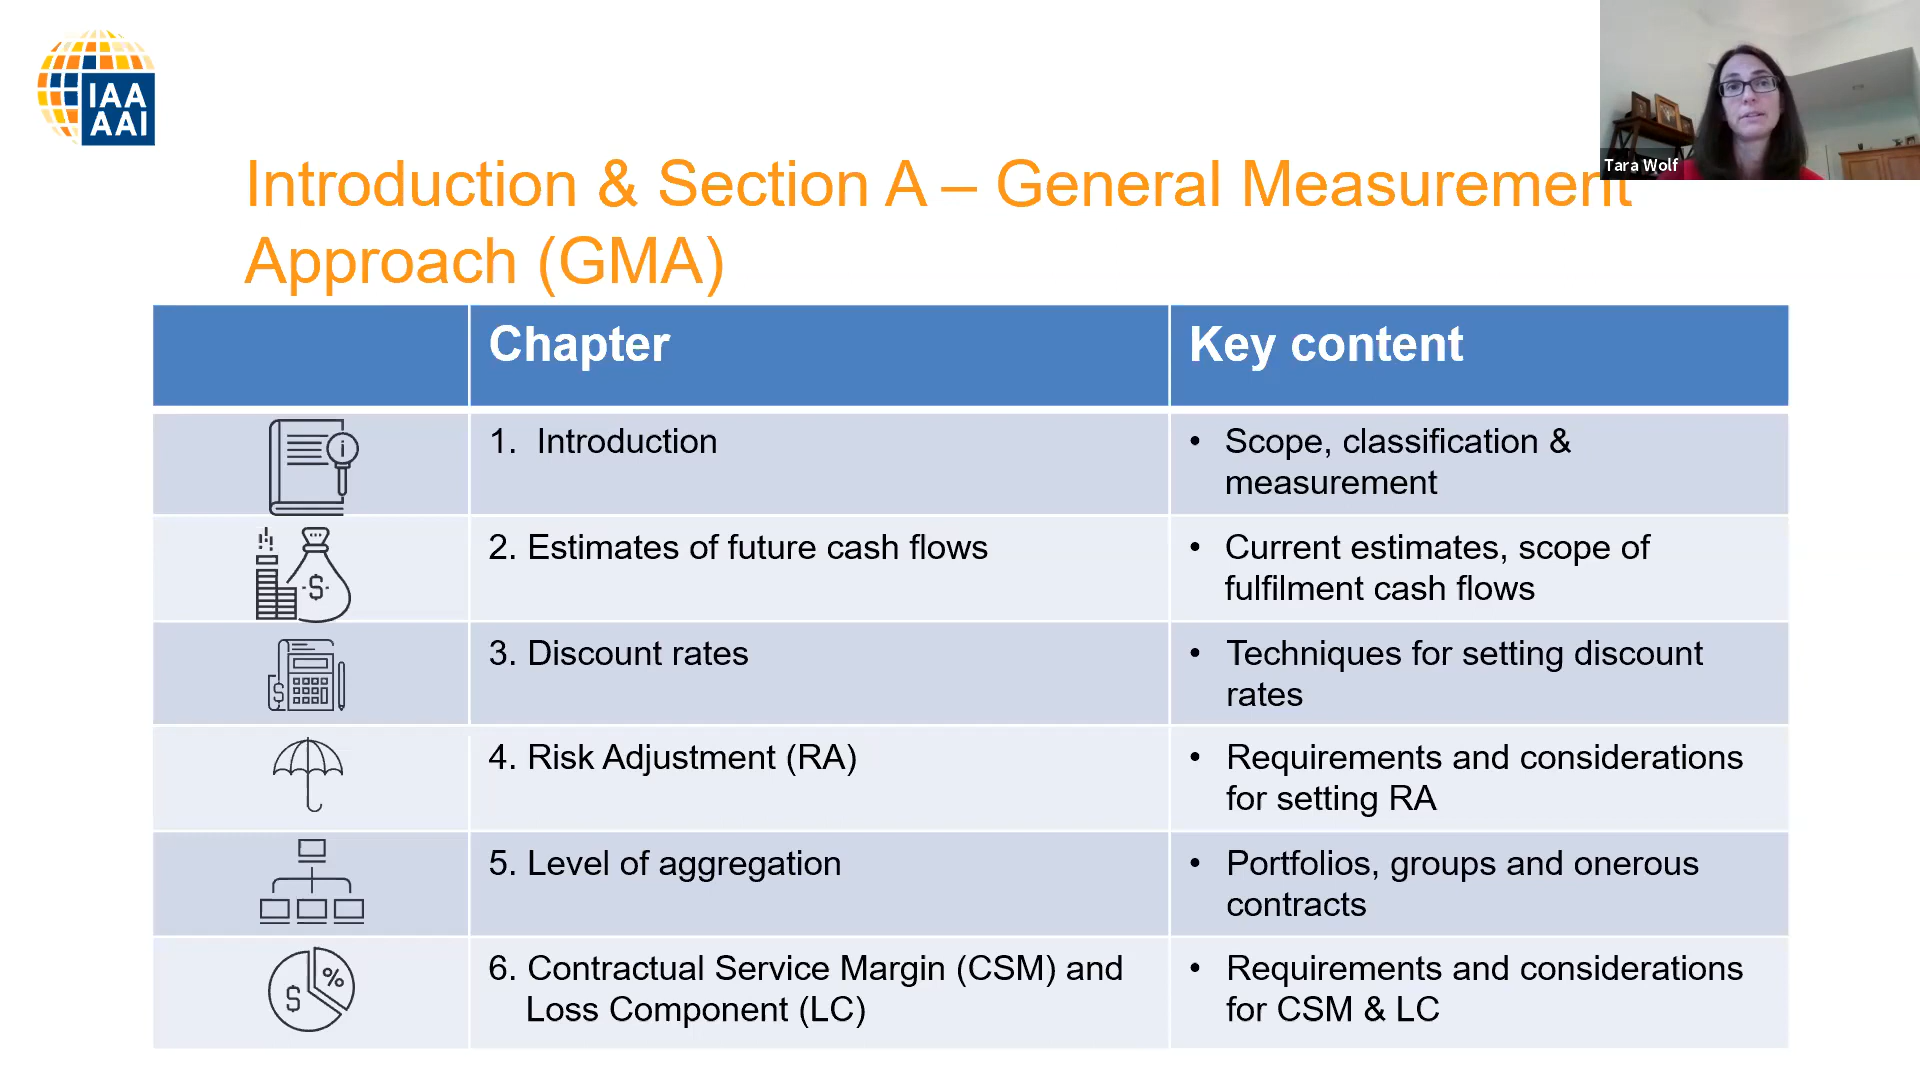 IAA
AAI
Tara Wolf
Introduction & Section A – General Measurement
Approach (GMA)
Chapter
Key content
1. Introduction
• Scope, classification &
measurement
2. Estimates of future cash flows
• Current estimates, scope of
fulfilment cash flows
3. Discount rates
• Techniques for setting discount
rates
4. Risk Adjustment (RA)
• Requirements and considerations
for setting RA
5. Level of aggregation
• Portfolios, groups and onerous
contracts
6. Contractual Service Margin (CSM) and
Loss Component (LC)
• Requirements and considerations
for CSM & LC